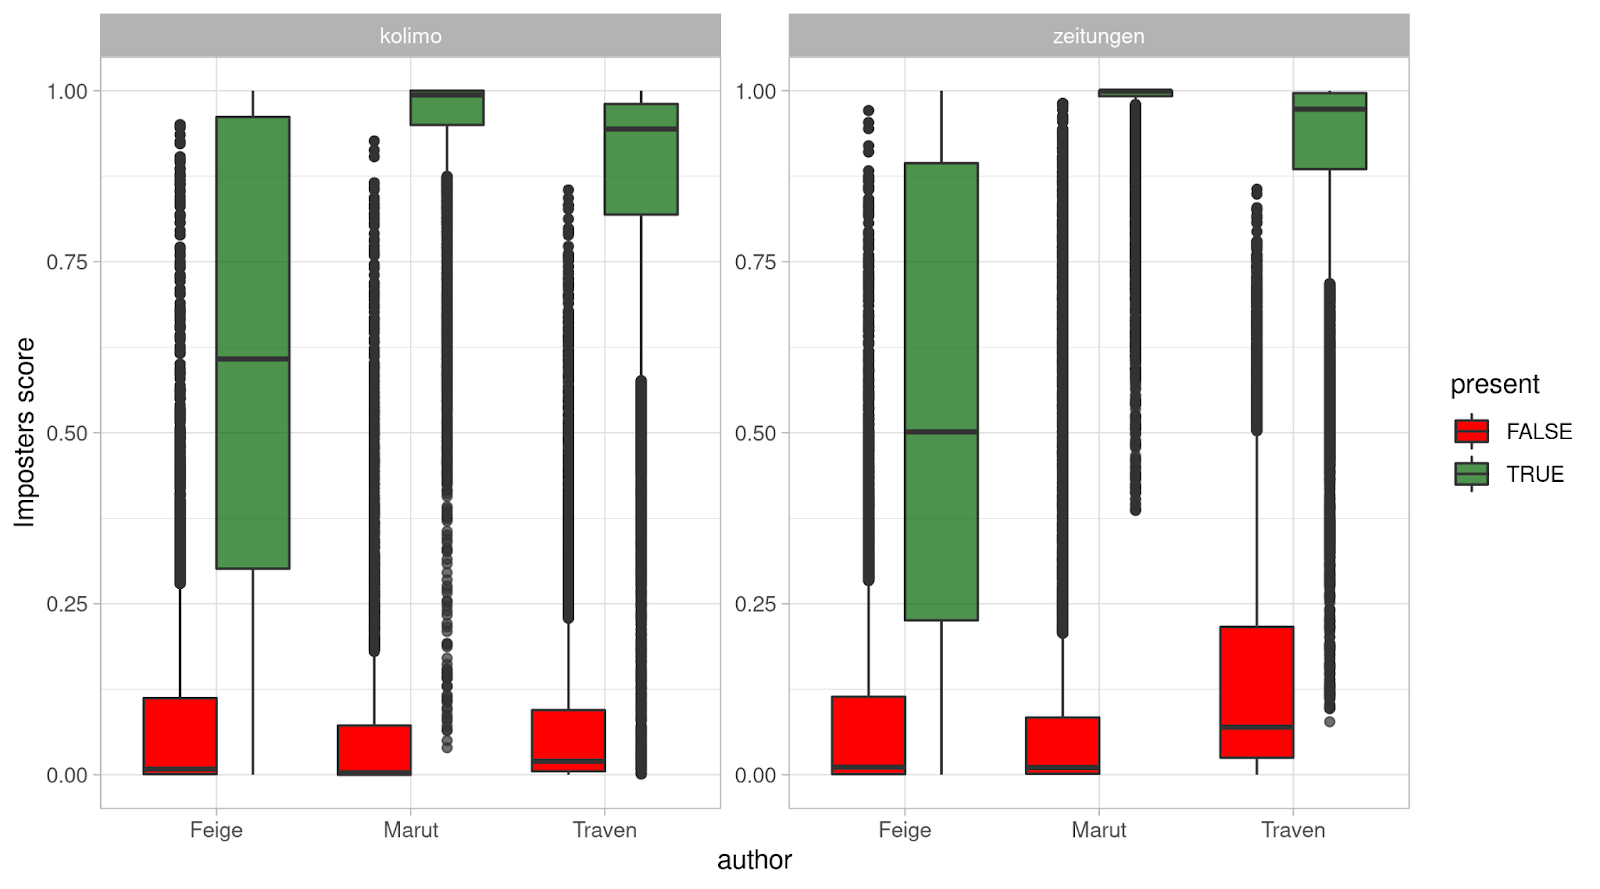 kolimo
zeitungen
Imposters score
1.00
0.75
0.50
0.25
0.00
1.00
0.75
0.50
0.25
0.00
Feige
Marut
Traven
Feige
Marut
Traven
author
present
FALSE
TRUE